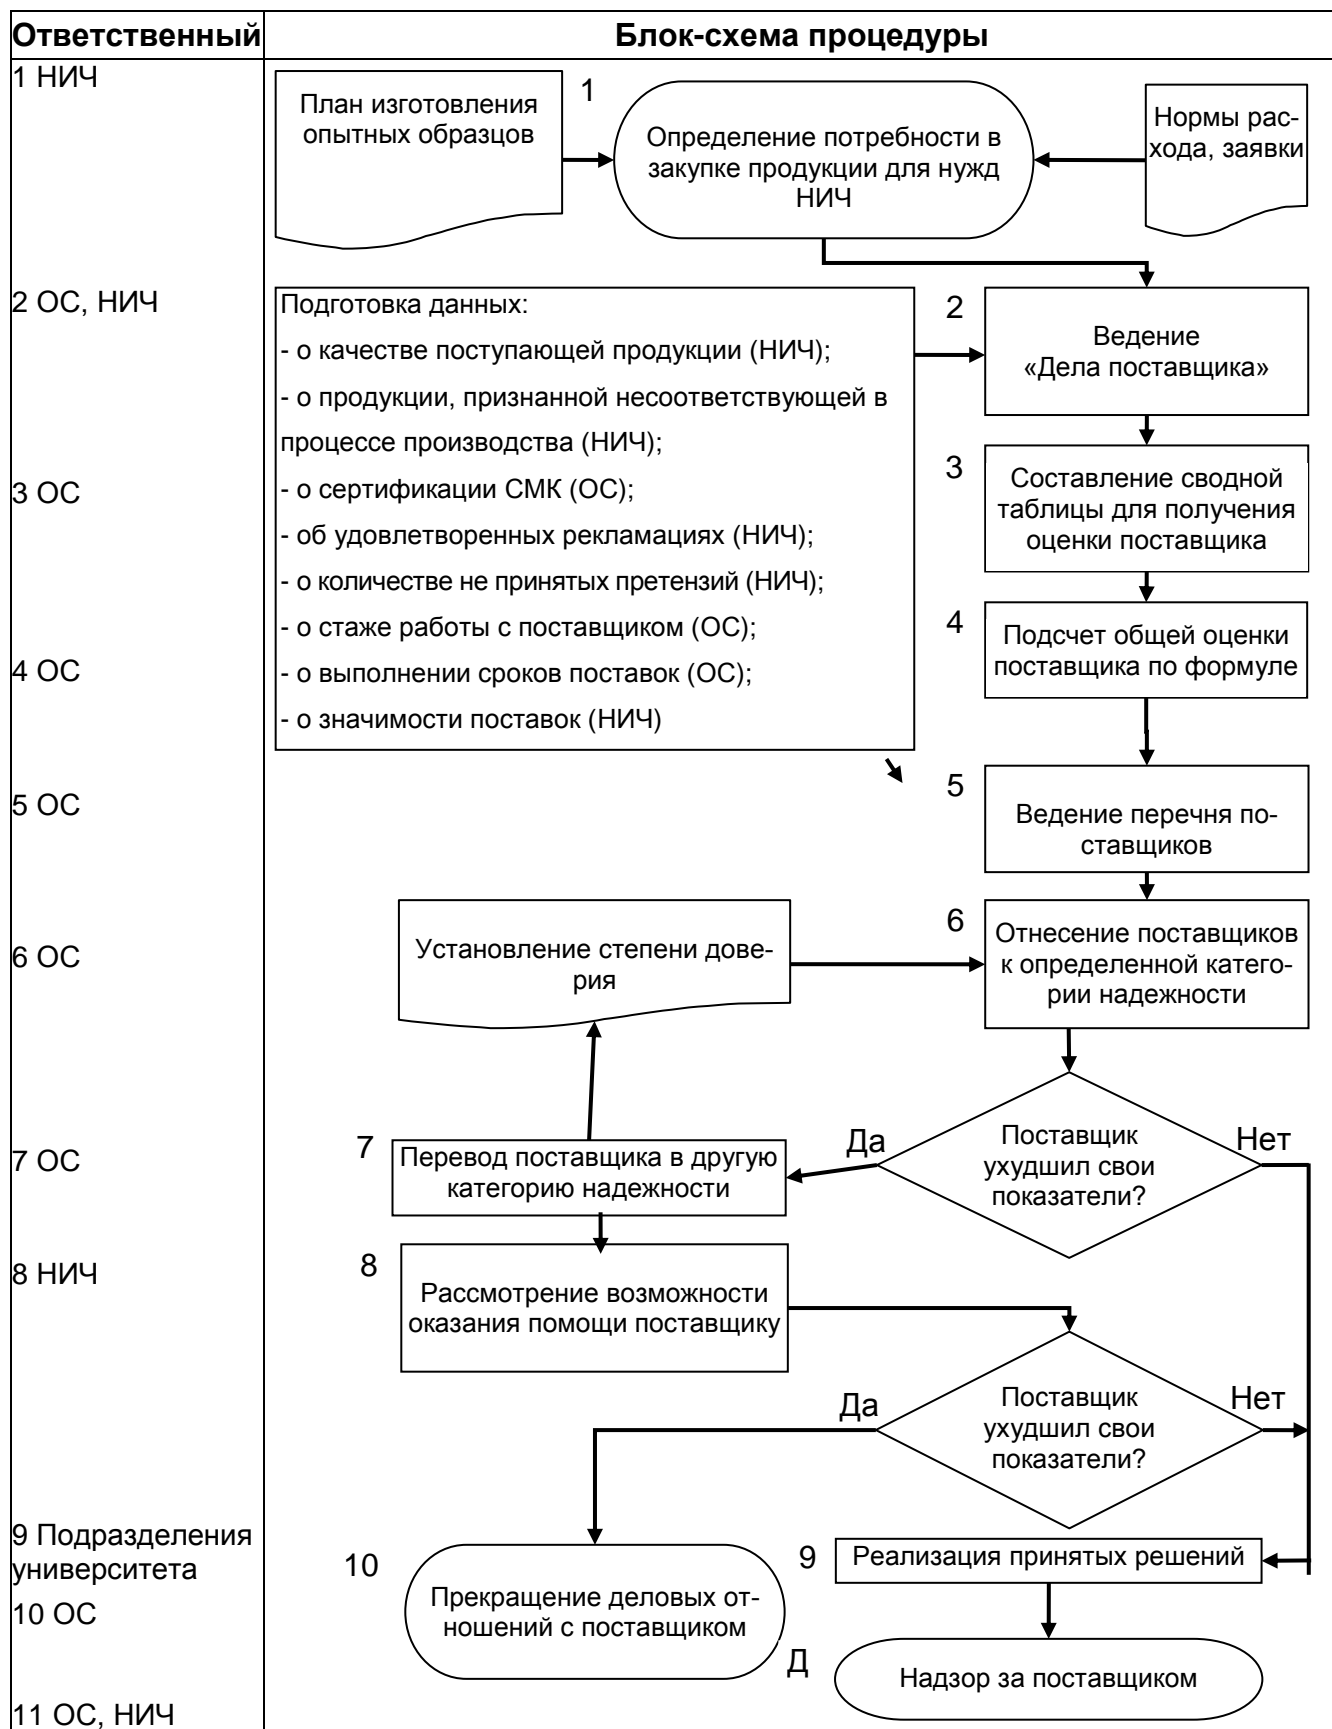 Ответственный
Блок-схема процедуры
1 НИЧ
План изготовления
опытных образцов
1
Определение потребности в
закупке продукции для нужд
НИЧ
Нормы рас-
хода, заявки
2 ОС, НИЧ
Подготовка данных:
- о качестве поступающей продукции (НИЧ);
- о продукции, признанной несоответствующей в
процессе производства (НИЧ);
- о сертификации СМК (ОС);
- об удовлетворенных рекламациях (НИЧ);
- о количестве не принятых претензий (НИЧ);
- о стаже работы с поставщиком (ОС);
- о выполнении сроков поставок (ОС);
- о значимости поставок (НИЧ)
2
Ведение
«Дела поставщика»
3 ОС
3
Составление сводной
таблицы для получения
оценки поставщика
4 ОС
4
Подсчет общей оценки
поставщика по формуле
5 ОС
5
Ведение перечня по-
ставщиков
6 ОС
Установление степени дове-
рия
6
Отнесение поставщиков
к определенной катего-
рии надежности
7 ОС
7
Перевод поставщика в другую
категорию надежности
Да
Поставщик
ухудшил свои
показатели?
Нет
8 НИЧ
8
Рассмотрение возможности
оказания помощи поставщику
Да
Поставщик
ухудшил свои
показатели?
Нет
9 Подразделения
университета
10
Прекращение деловых от-
ношений с поставщиком
9
Реализация принятых решений
10 ОС
Д
Надзор за поставщиком
11 ОС, НИЧ